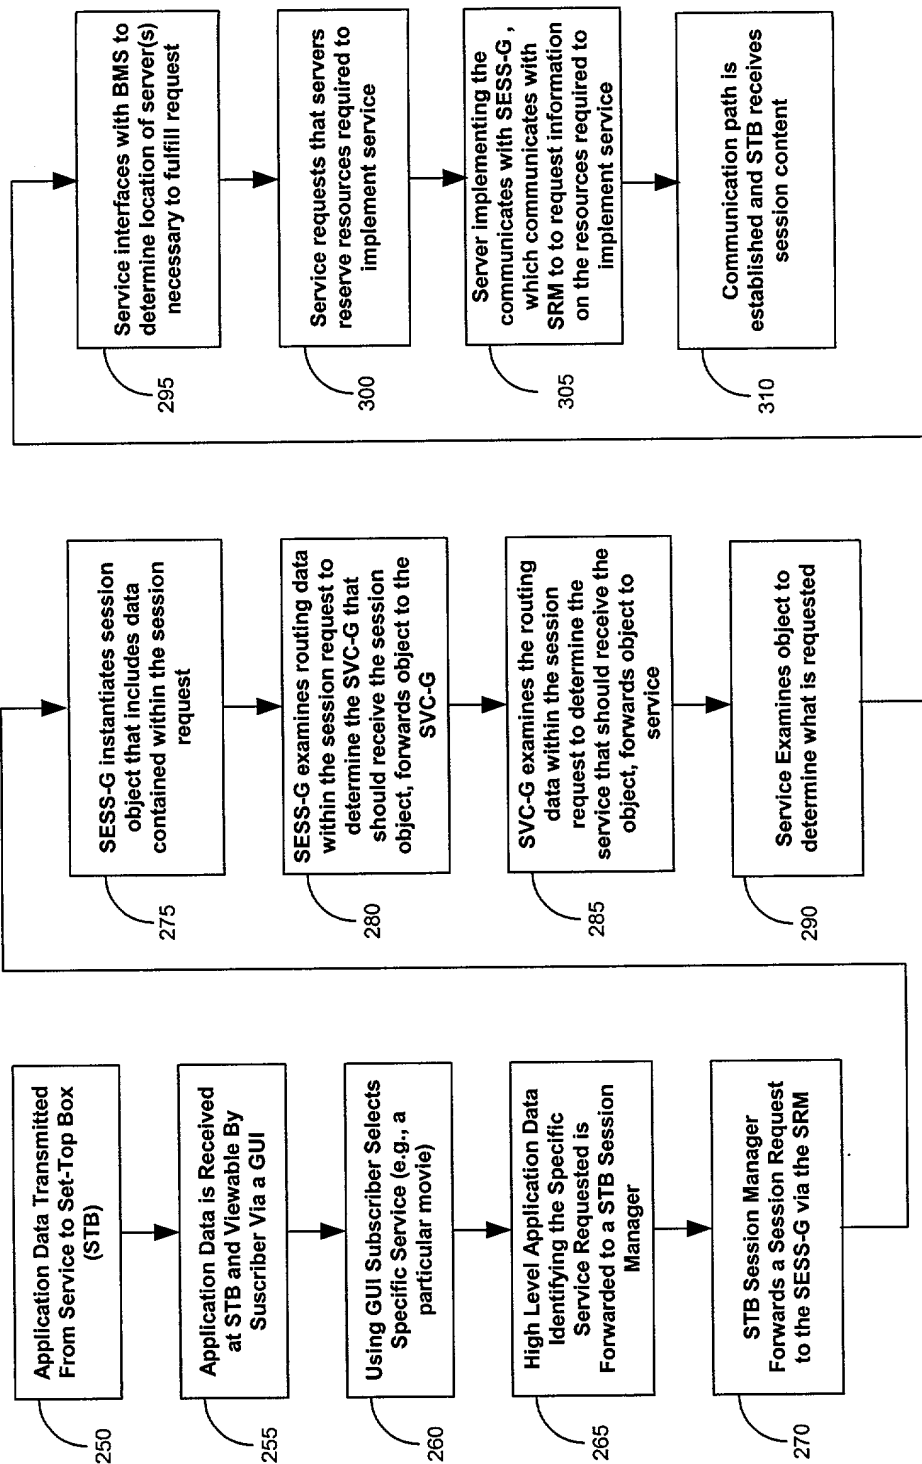 Application Data Transmitted
From Service to Set-Top Box
(STB)
250
Application Data is Received
at STB and Viewable By
Suscriber Via a GUI
255
Using GUI Subscriber Selects
Specific Service (e.g., a
particular movie)
260
High Level Application Data
Identifying the Specific
Service Requested is
Forwarded to a STB Session
Manager
265
STB Session Manager
Forwards a Session Request
to the SESS-G via the SRM
270
SESS-G instantiates session
object that includes data
contained within the session
request
275
SESS-G examines routing data
within the session request to
determine the SVC-G that
should receive the session
object, forwards object to the
SVC-G
280
SVC-G examines the routing
data within the session
request to determine the
service that should receive the
object, forwards object to
service
285
Service Examines object to
determine what is requested
290
Service interfaces with BMS to
determine location of server(s)
necessary to fulfill request
295
Service requests that servers
reserve resources required to
implement service
300
Server implementing the
communicates with SESS-G ,
which communicates with
SRM to to request information
on the resources required to
implement service
305
Communication path is
established and STB receives
session content
310